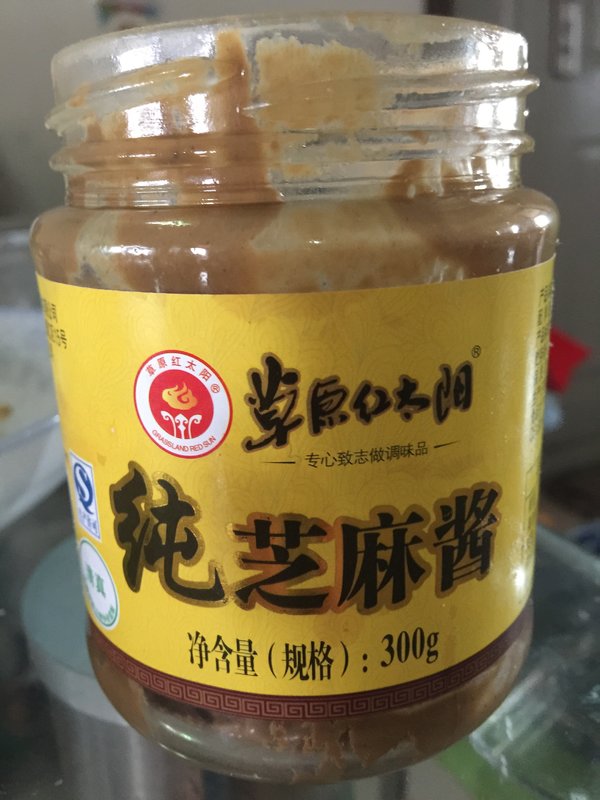 草原红太阳®
GRASSLAND RED SUN
草原红太阳®
专心致志做调味品
纯芝麻酱
净含量(规格):300g